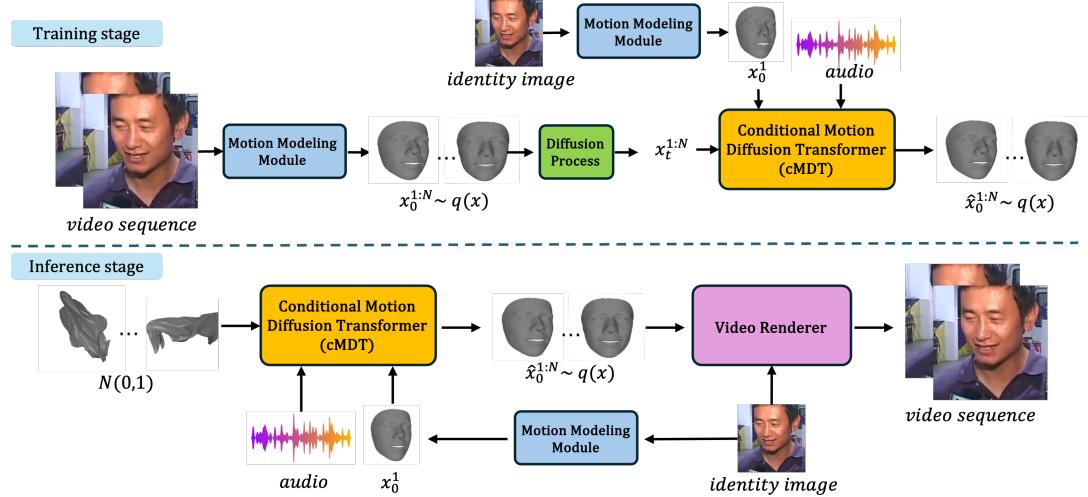 Training stage
identity image
Motion Modeling
Module
$x_0^1$
audio
video sequence
Motion Modeling
Module
...
$x_0^{1:N} \sim q(x)$
Diffusion
Process
$x_t^{1:N}$
Conditional Motion
Diffusion Transformer
(cMDT)
...
$\hat{x}_0^{1:N} \sim q(x)$
Inference stage
...
N(0,1)
Conditional Motion
Diffusion Transformer
(cMDT)
...
$\hat{x}_0^{1:N} \sim q(x)$
Video Renderer
video sequence
audio
$x_0^1$
Motion Modeling
Module
identity image